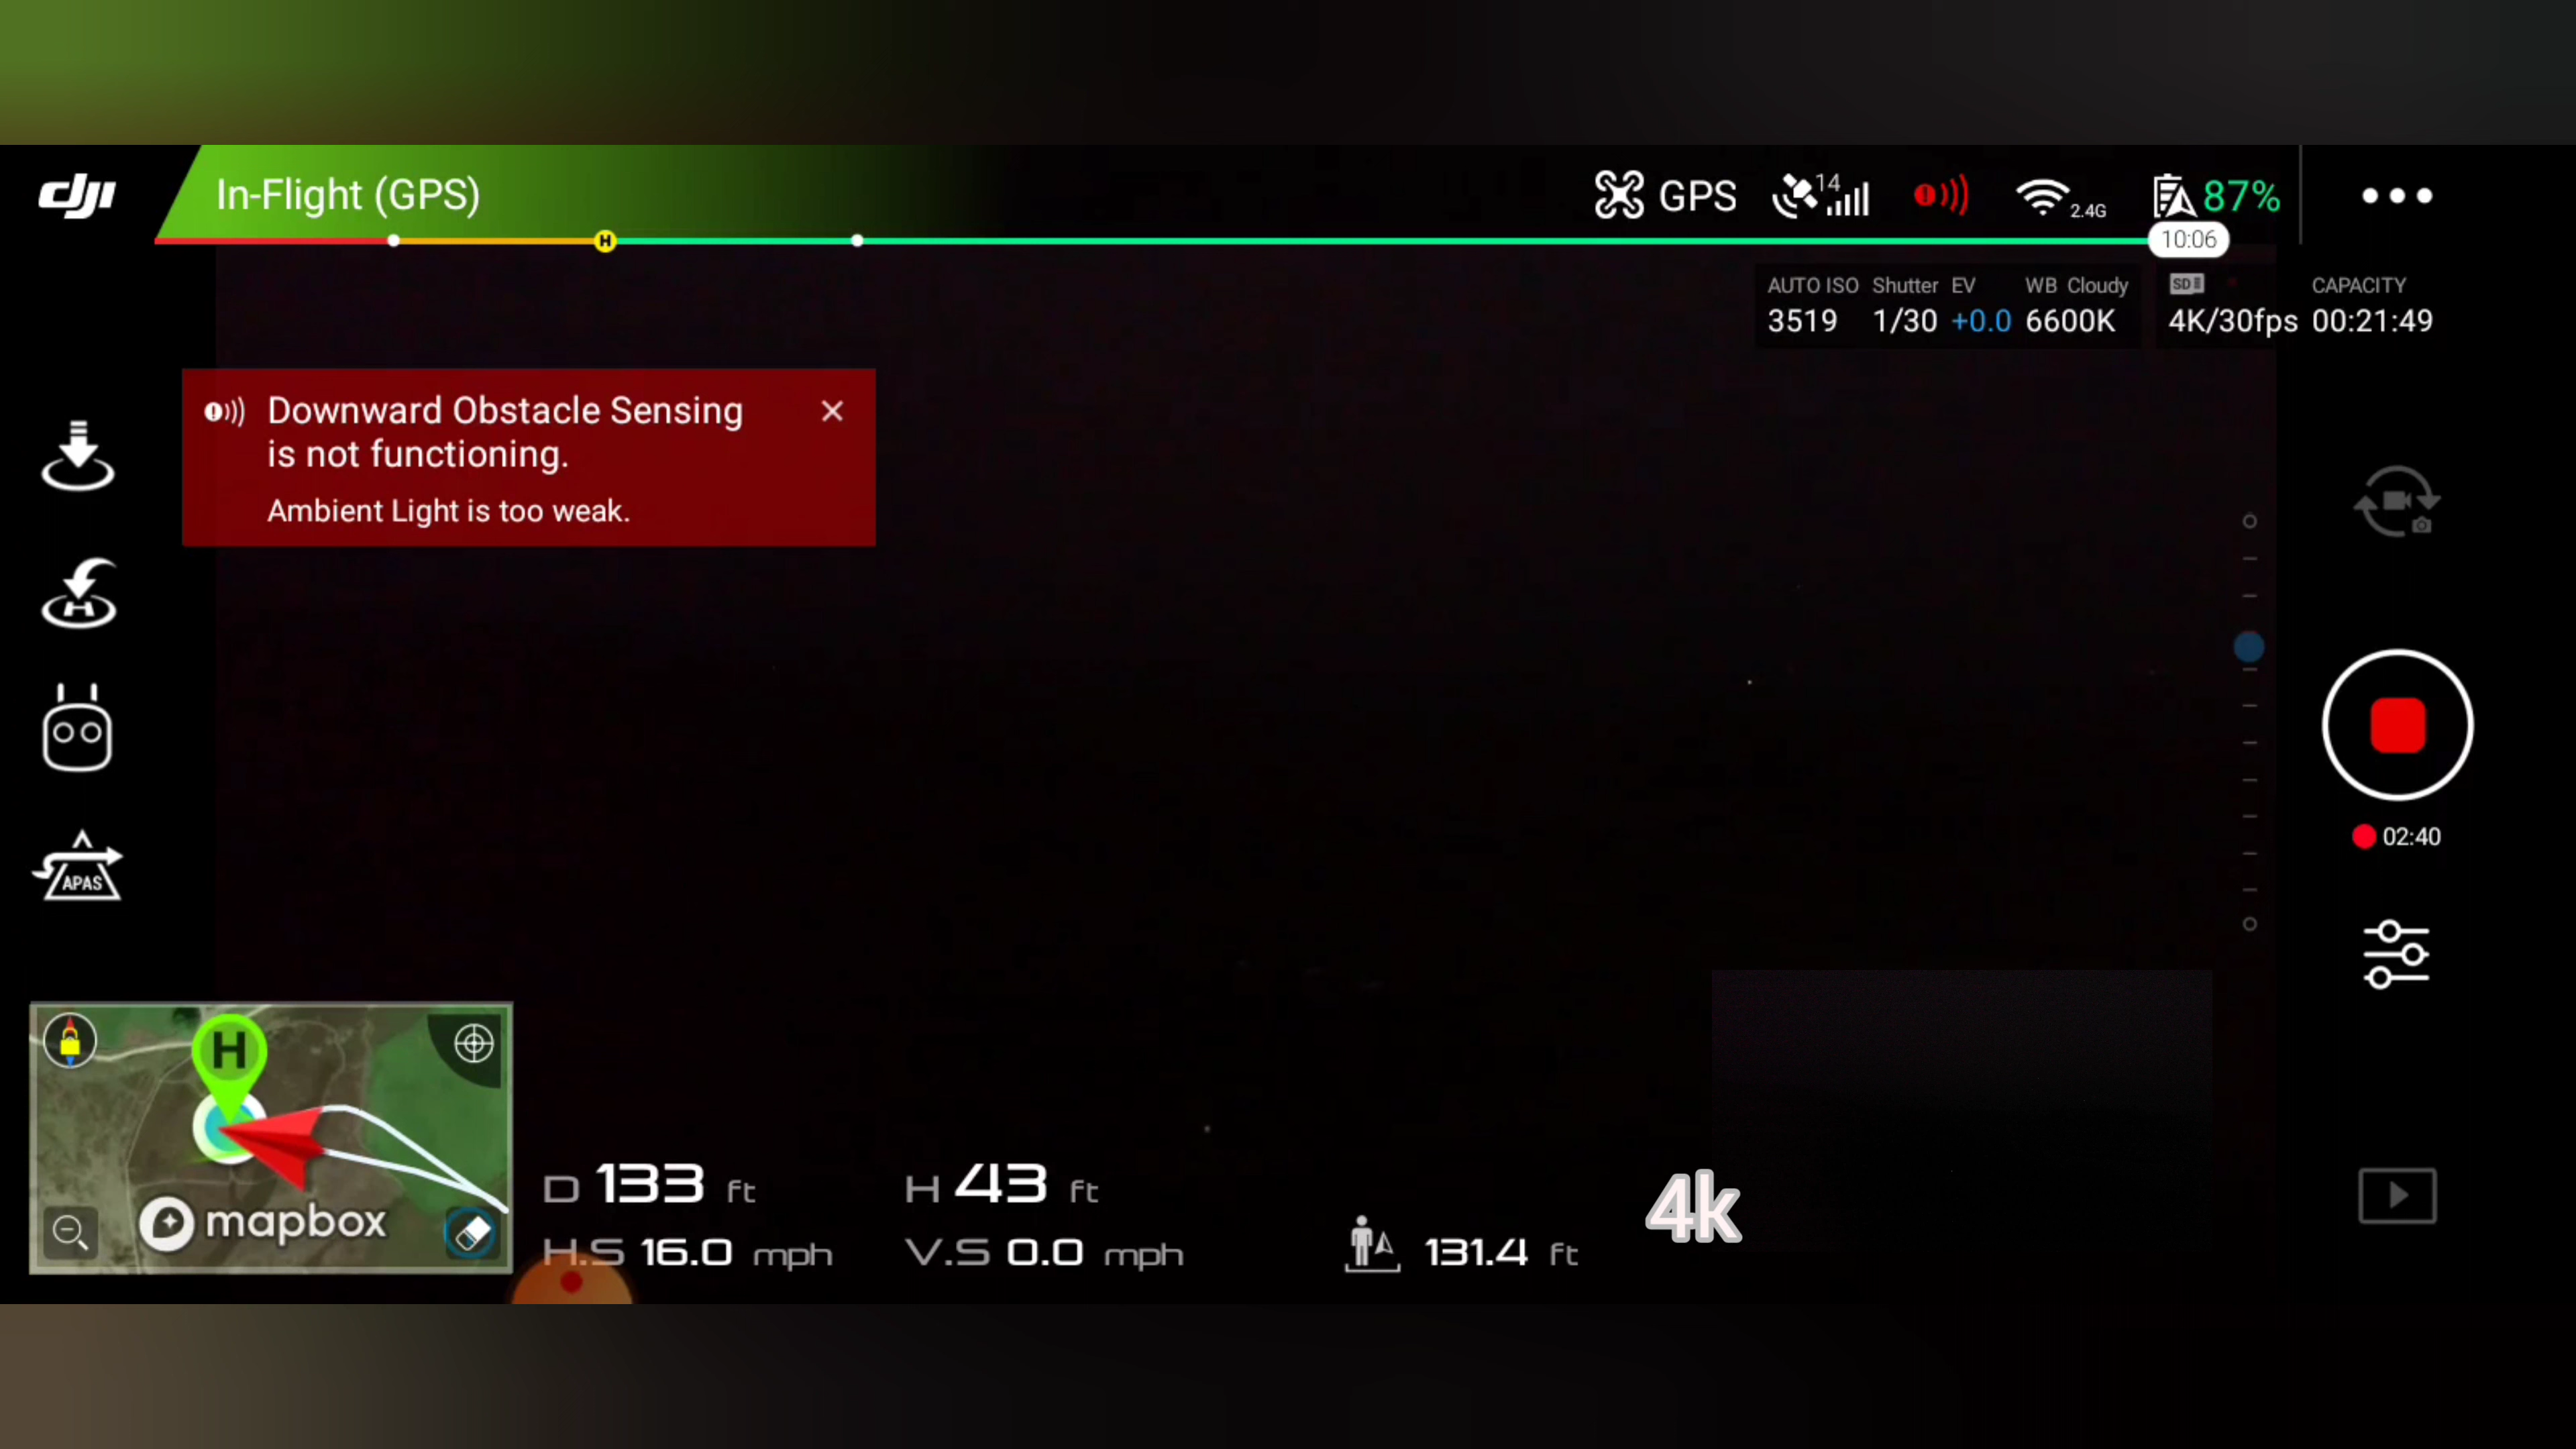 dji
In-Flight (GPS)
GPS
14
2.4G
87%
H
10:06
AUTO ISO Shutter EV WB Cloudy
3519 1/30 +0.0 6600K
SD CAPACITY
4K/30fps 00:21:49
Downward Obstacle Sensing
is not functioning.
Ambient Light is too weak.
H
02:40
APAS
H
mapbox
D 133 ft H 43 ft
H.S 16.0 mph V.S 0.0 mph 131.4 ft
4k